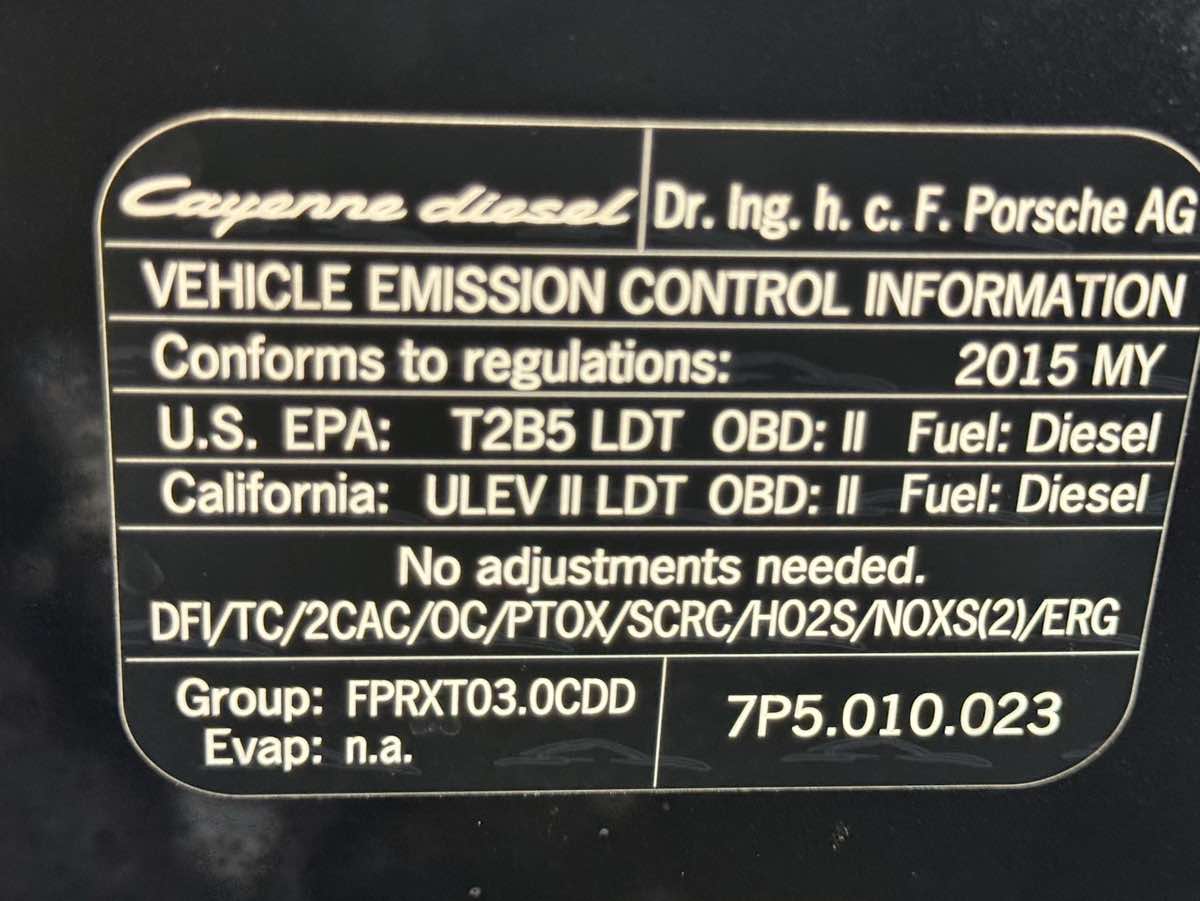 Cayenne diesel Dr. Ing. h. c. F. Porsche AG
VEHICLE EMISSION CONTROL INFORMATION
Conforms to regulations: 2015 MY
U.S. EPA: T2B5 LDT OBD: II Fuel: Diesel
California: ULEV II LDT OBD: II Fuel: Diesel
No adjustments needed.
DFI/TC/2CAC/OC/PTOX/SCRC/HO2S/NOXS(2)/ERG
Group: FPRXT03.0CDD
Evap: n.a.
7P5.010.023